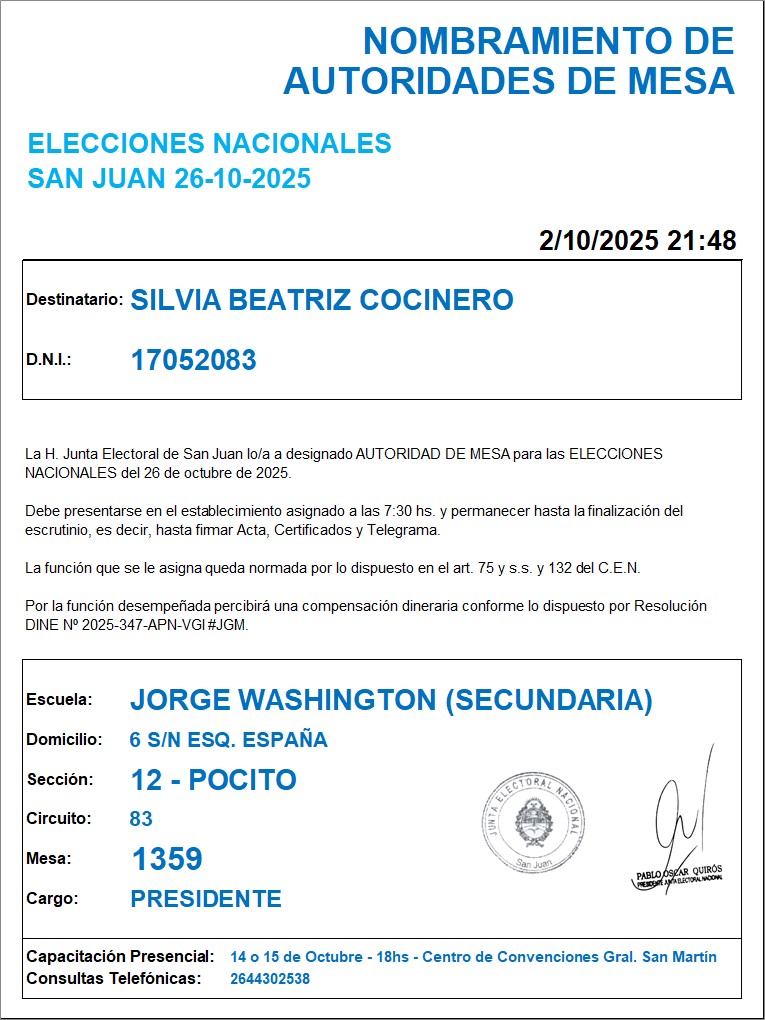 NOMBRAMIENTO DE
AUTORIDADES DE MESA
ELECCIONES NACIONALES
SAN JUAN 26-10-2025
2/10/2025 21:48
Destinatario: SILVIA BEATRIZ COCINERO
D.N.I.: 17052083
La H. Junta Electoral de San Juan lo/a a designado AUTORIDAD DE MESA para las ELECCIONES
NACIONALES del 26 de octubre de 2025.
Debe presentarse en el establecimiento asignado a las 7:30 hs. y permanecer hasta la finalización del
escrutinio, es decir, hasta firmar Acta, Certificados y Telegrama.
La función que se le asigna queda normada por lo dispuesto en el art. 75 y s.s. y 132 del C.E.N.
Por la función desempeñada percibirá una compensación dineraria conforme lo dispuesto por Resolución
DINE Nº 2025-347-APN-VGI#JGM.
Escuela: JORGE WASHINGTON (SECUNDARIA)
Domicilio: 6 S/N ESQ. ESPAÑA
Sección: 12 - POCITO
Circuito: 83
Mesa: 1359
Cargo: PRESIDENTE
JUNTA ELECTORAL NACIONAL
San Juan
PABLO OSCAR QUIRÓS
PRESIDENTE JUNTA ELECTORAL NACIONAL
Capacitación Presencial: 14 o 15 de Octubre - 18hs - Centro de Convenciones Gral. San Martín
Consultas Telefónicas: 2644302538